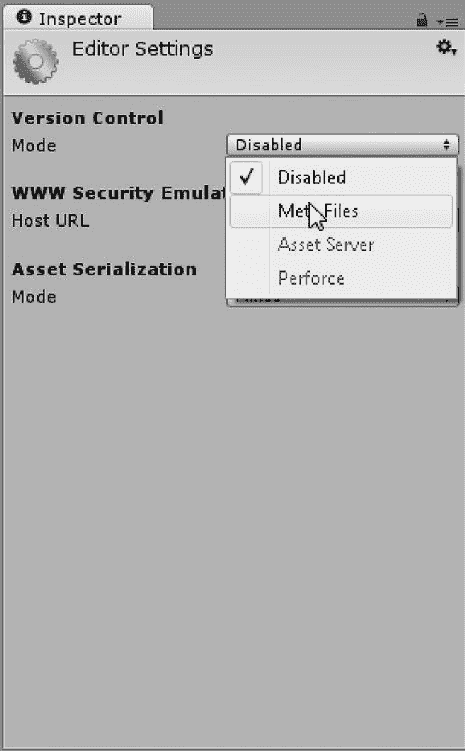 Inspector
Editor Settings
Version Control
Mode Disabled
Disabled
Files
WWW Security Emulat
Host URL
Asset Server
Perforce
Asset Serialization
Mode